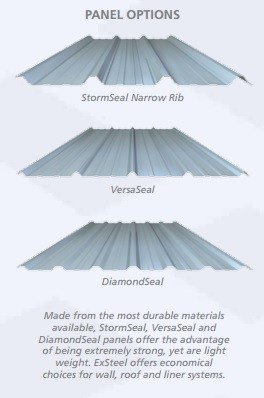 PANEL OPTIONS
StormSeal Narrow Rib
VersaSeal
DiamondSeal
Made from the most durable materials
available, StormSeal, VersaSeal and
DiamondSeal panels offer the advantage
of being extremely strong, yet are light
weight. ExSteel offers economical
choices for wall, roof and liner systems.